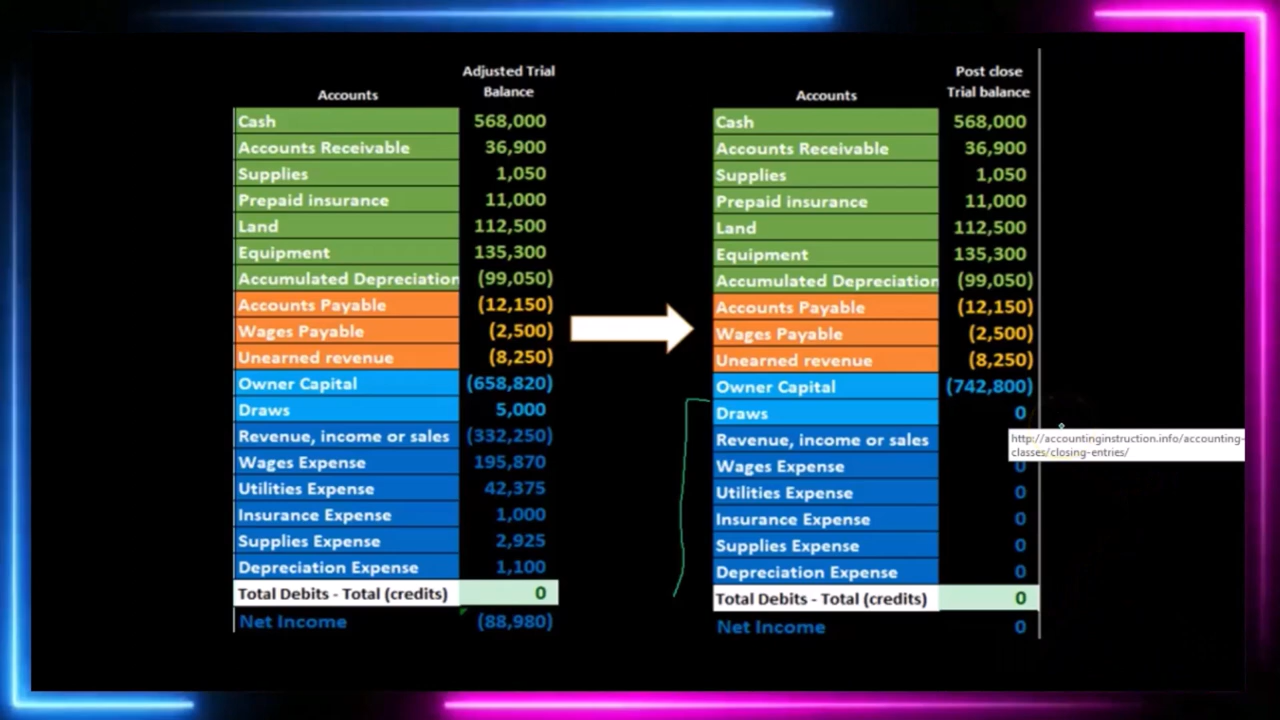 Adjusted Trial Balance
Accounts
Cash 568,000
Accounts Receivable 36,900
Supplies 1,050
Prepaid insurance 11,000
Land 112,500
Equipment 135,300
Accumulated Depreciation (99,050)
Accounts Payable (12,150)
Wages Payable (2,500)
Unearned revenue (8,250)
Owner Capital (658,820)
Draws 5,000
Revenue, income or sales (332,250)
Wages Expense 195,870
Utilities Expense 42,375
Insurance Expense 1,000
Supplies Expense 2,925
Depreciation Expense 1,100
Total Debits - Total (credits) 0
Net Income (88,980)
Post close
Trial balance
Accounts
Cash 568,000
Accounts Receivable 36,900
Supplies 1,050
Prepaid insurance 11,000
Land 112,500
Equipment 135,300
Accumulated Depreciation (99,050)
Accounts Payable (12,150)
Wages Payable (2,500)
Unearned revenue (8,250)
Owner Capital (742,800)
Draws 0
Revenue, income or sales
Wages Expense 0
Utilities Expense 0
Insurance Expense 0
Supplies Expense 0
Depreciation Expense 0
Total Debits - Total (credits) 0
Net Income 0
http://accountinginstruction.info/accounting-
classes/closing-entries/